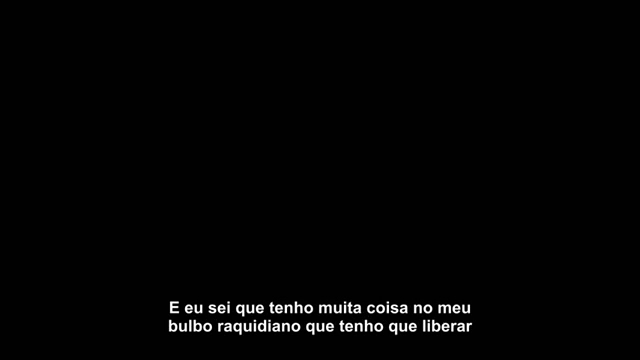 E eu sei que tenho muita coisa no meu
bulbo raquidiano que tenho que liberar